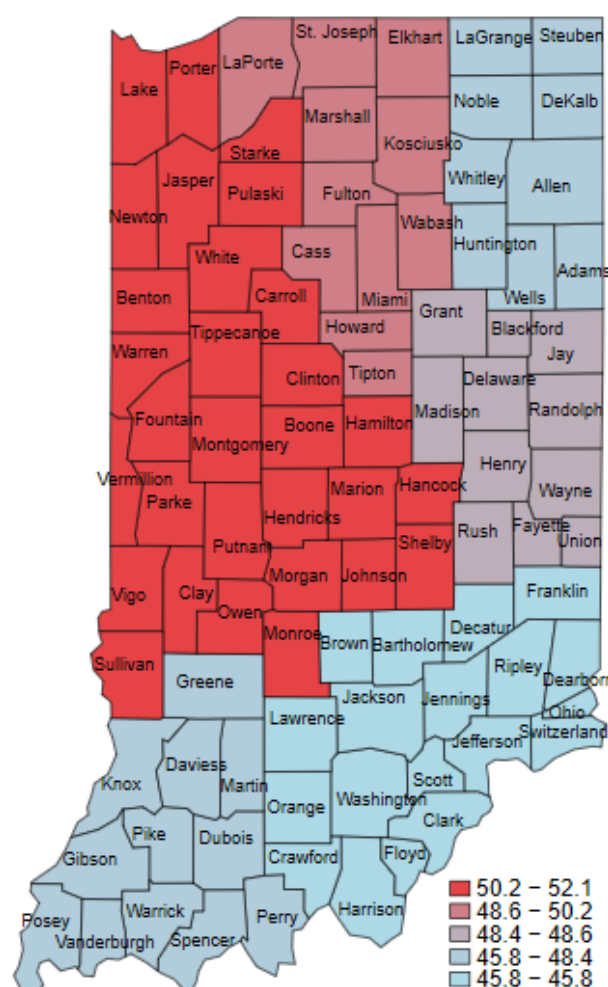 St. Joseph
Elkhart
LaGrange
Steuben
LaPorte
Porter
Lake
Noble
DeKalb
Marshall
Kosciusko
Starke
Jasper
Pulaski
Fulton
Whitley
Allen
Newton
Wabash
White
Cass
Huntington
Adams
Benton
Carroll
Miami
Wells
Grant
Tippecanoe
Howard
Blackford
Warren
Jay
Clinton
Tipton
Delaware
Fountain
Madison
Randolph
Boone
Hamilton
Montgomery
Henry
Vermillion
Marion
Hancock
Wayne
Parke
Hendricks
Rush
Fayette
Union
Putnam
Shelby
Morgan
Johnson
Franklin
Vigo
Clay
Owen
Decatur
Monroe
Brown
Bartholomew
Ripley
Sullivan
Dearborn
Greene
Jackson
Jennings
Ohio
Lawrence
Switzerland
Jefferson
Daviess
Knox
Martin
Scott
Washington
Orange
Clark
Pike
Dubois
Floyd
Gibson
Crawford
Warrick
Perry
Harrison
Posey
Vanderburgh
Spencer
50.2 − 52.1
48.6 − 50.2
48.4 − 48.6
45.8 − 48.4
45.8 − 45.8